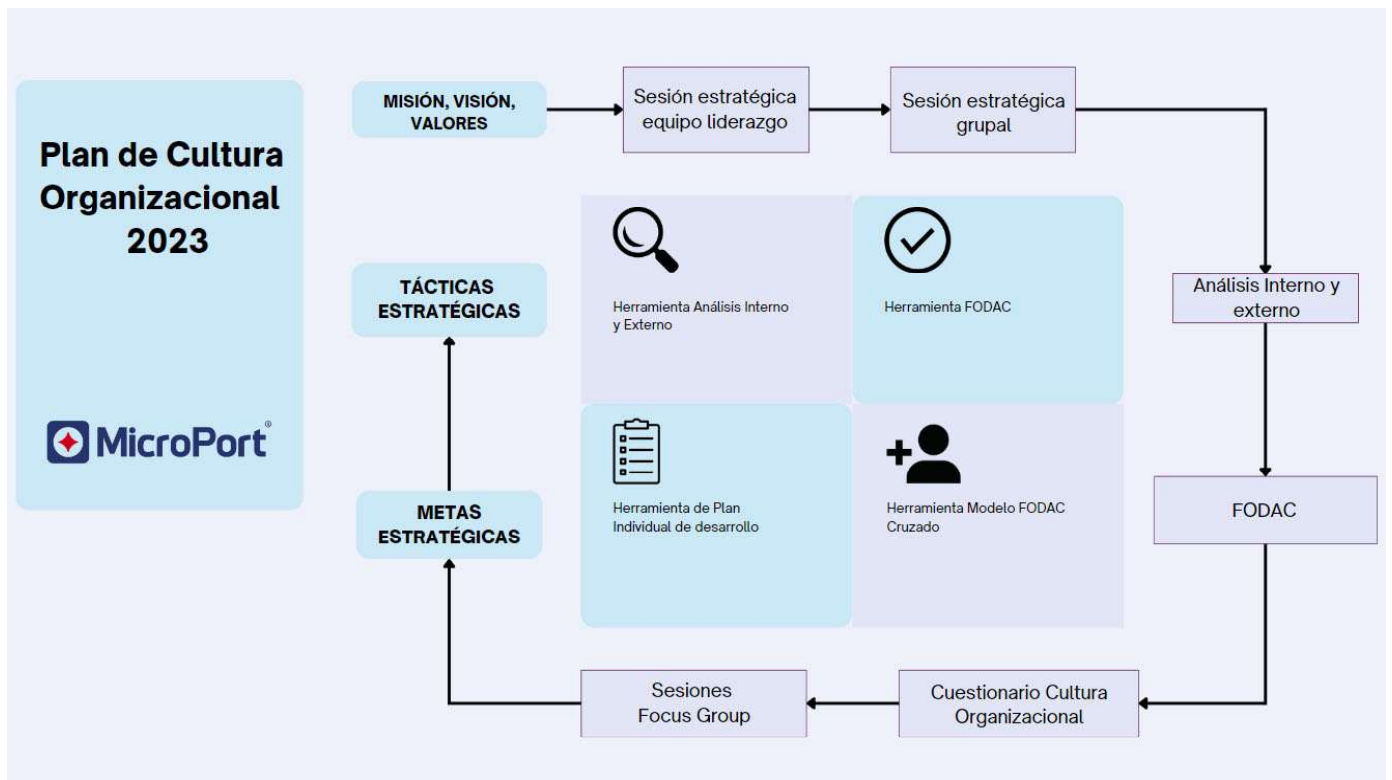 Plan de Cultura
Organizacional
2023
MicroPort®
MISIÓN, VISIÓN,
VALORES
Sesión estratégica
equipo liderazgo
Sesión estratégica
grupal
Análisis Interno y
externo
FODAC
Cuestionario Cultura
Organizacional
Sesiones
Focus Group
METAS
ESTRATÉGICAS
TÁCTICAS
ESTRATÉGICAS
Herramienta Análisis Interno
y Externo
Herramienta FODAC
Herramienta de Plan
Individual de desarrollo
Herramienta Modelo FODAC
Cruzado